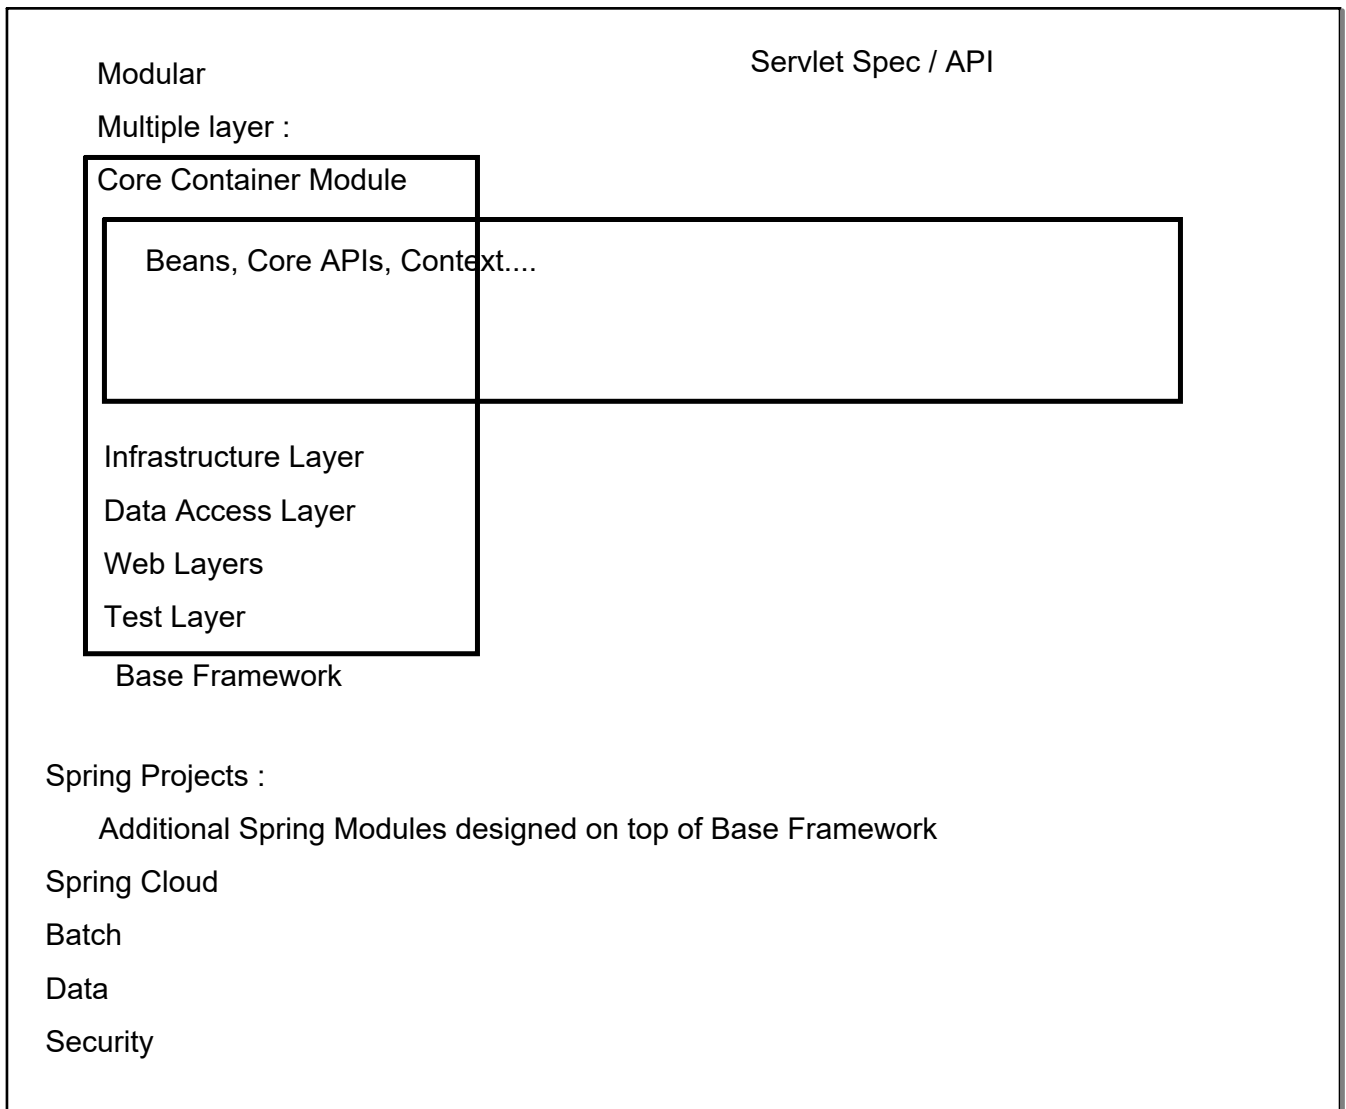 Modular
Servlet Spec / API
Multiple layer :
Core Container Module
Beans, Core APIs, Context....
Infrastructure Layer
Data Access Layer
Web Layers
Test Layer
Base Framework
Spring Projects :
Additional Spring Modules designed on top of Base Framework
Spring Cloud
Batch
Data
Security